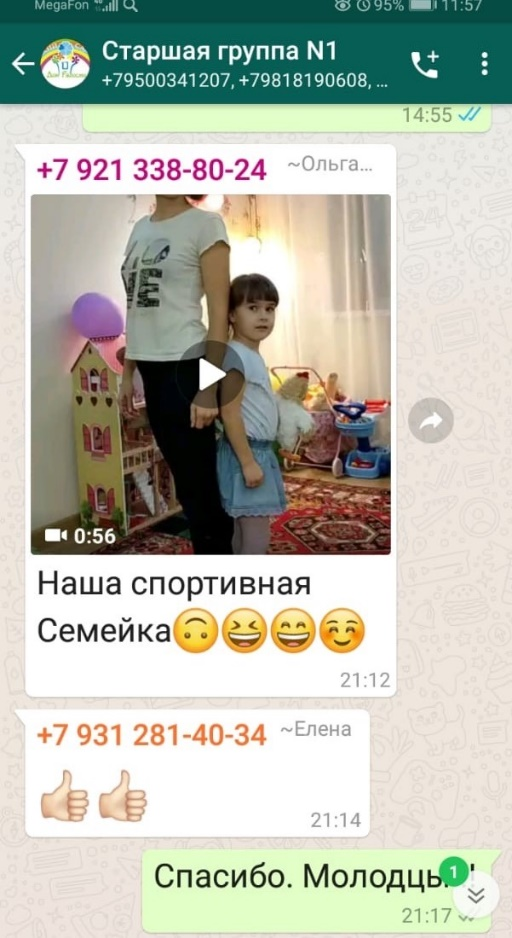 MegaFon 95% 11:57
Старшая группа N1
+79500341207, +79818190608, ...
14:55
+7 921 338-80-24 ~Ольга...
0:56
Наша спортивная
Семейка🙃😆😄☺️
21:12
+7 931 281-40-34 ~Елена
👍🏻👍🏻
21:14
Спасибо. 1
21:17